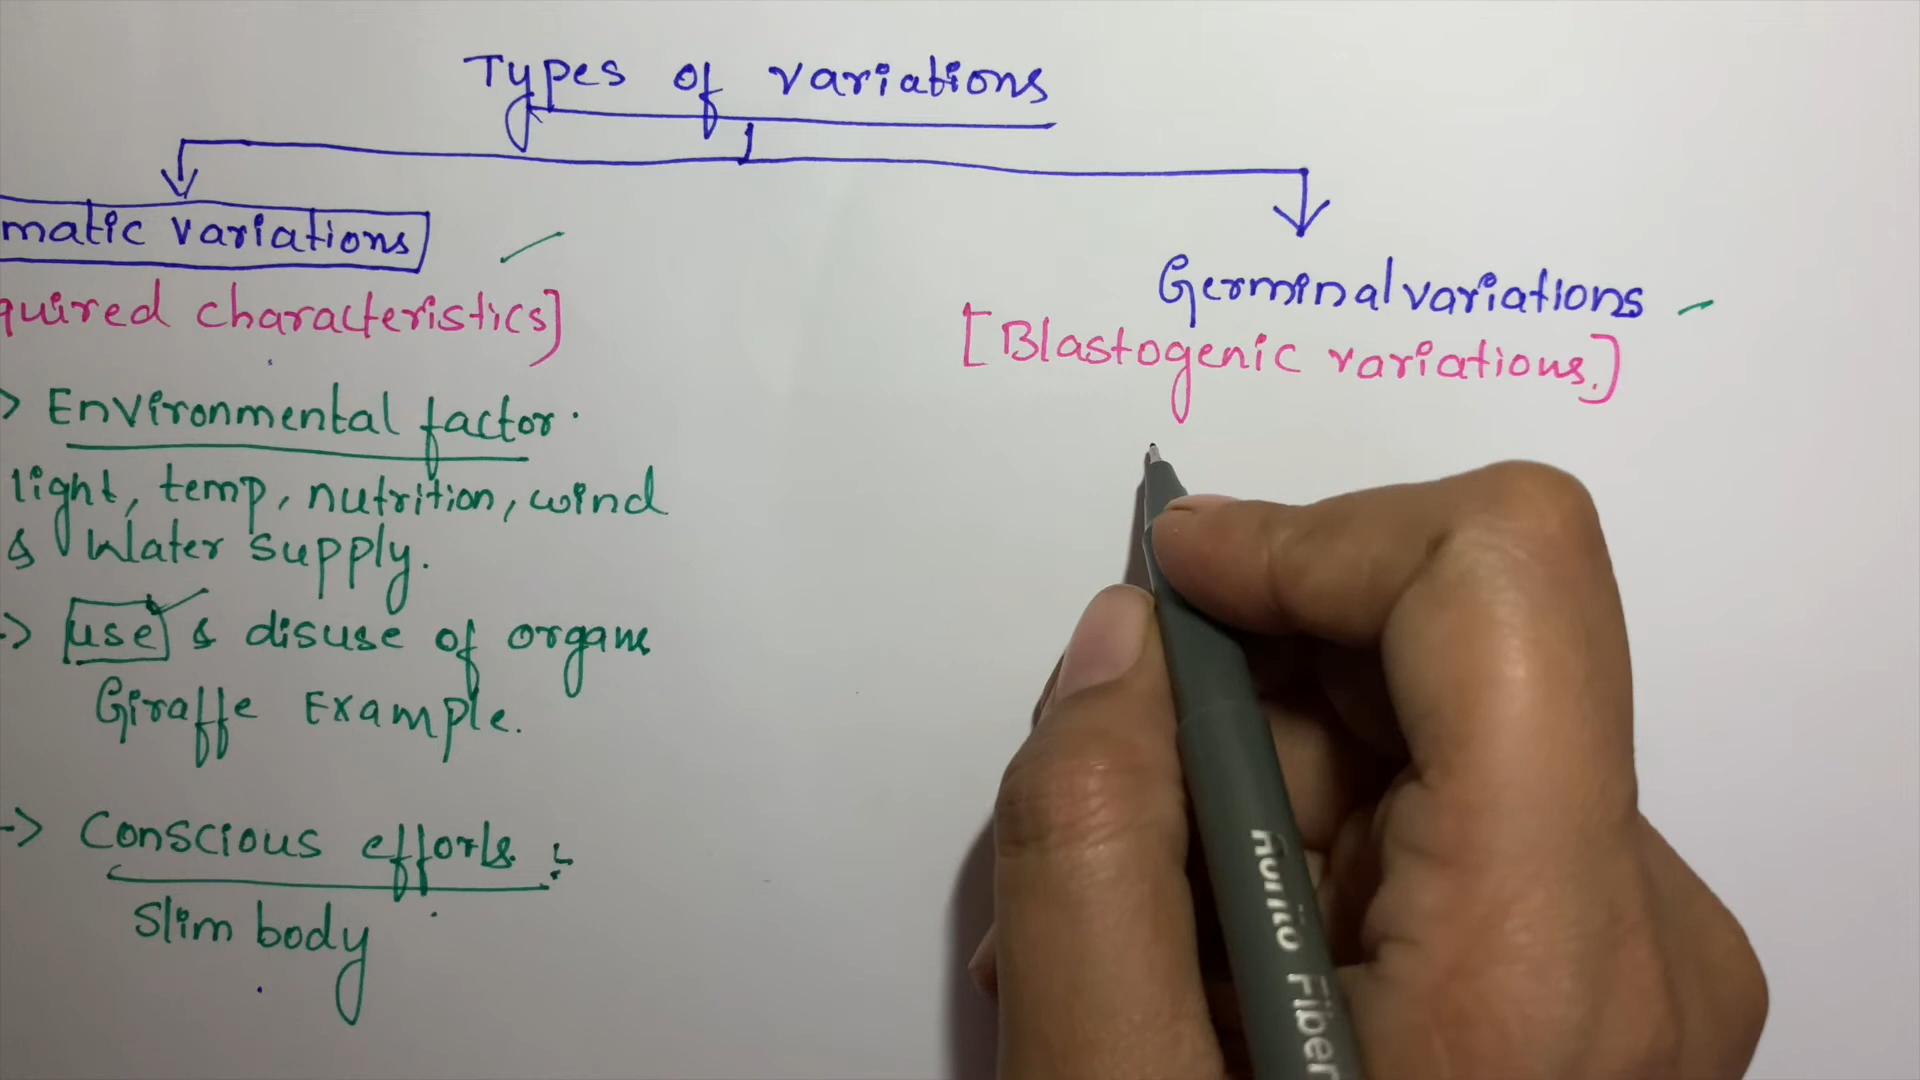 Types of variations
matic variations
quired characteristics]
> Environmental factor.
light, temp, nutrition, wind
& Water supply.
-> use & disuse of organs
Giraffe Example.
-> Conscious efforts :
Slim body
Germinal variations
[Blastogenic variations.]
Fiber